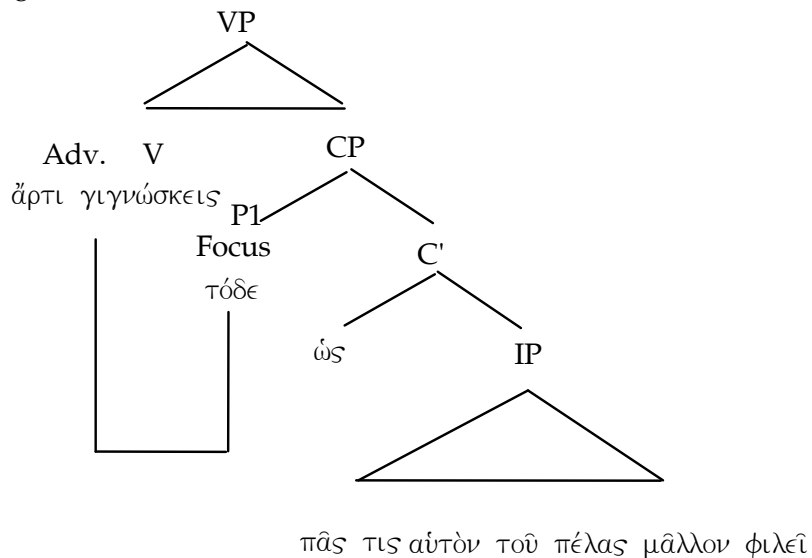 VP
Adv. V CP
ἄρτι γιγνώσκεις
P1
Focus C'
τόδε
ὡς IP
πᾶς τις αὑτὸν τοῦ πέλας μᾶλλον φιλεῖ